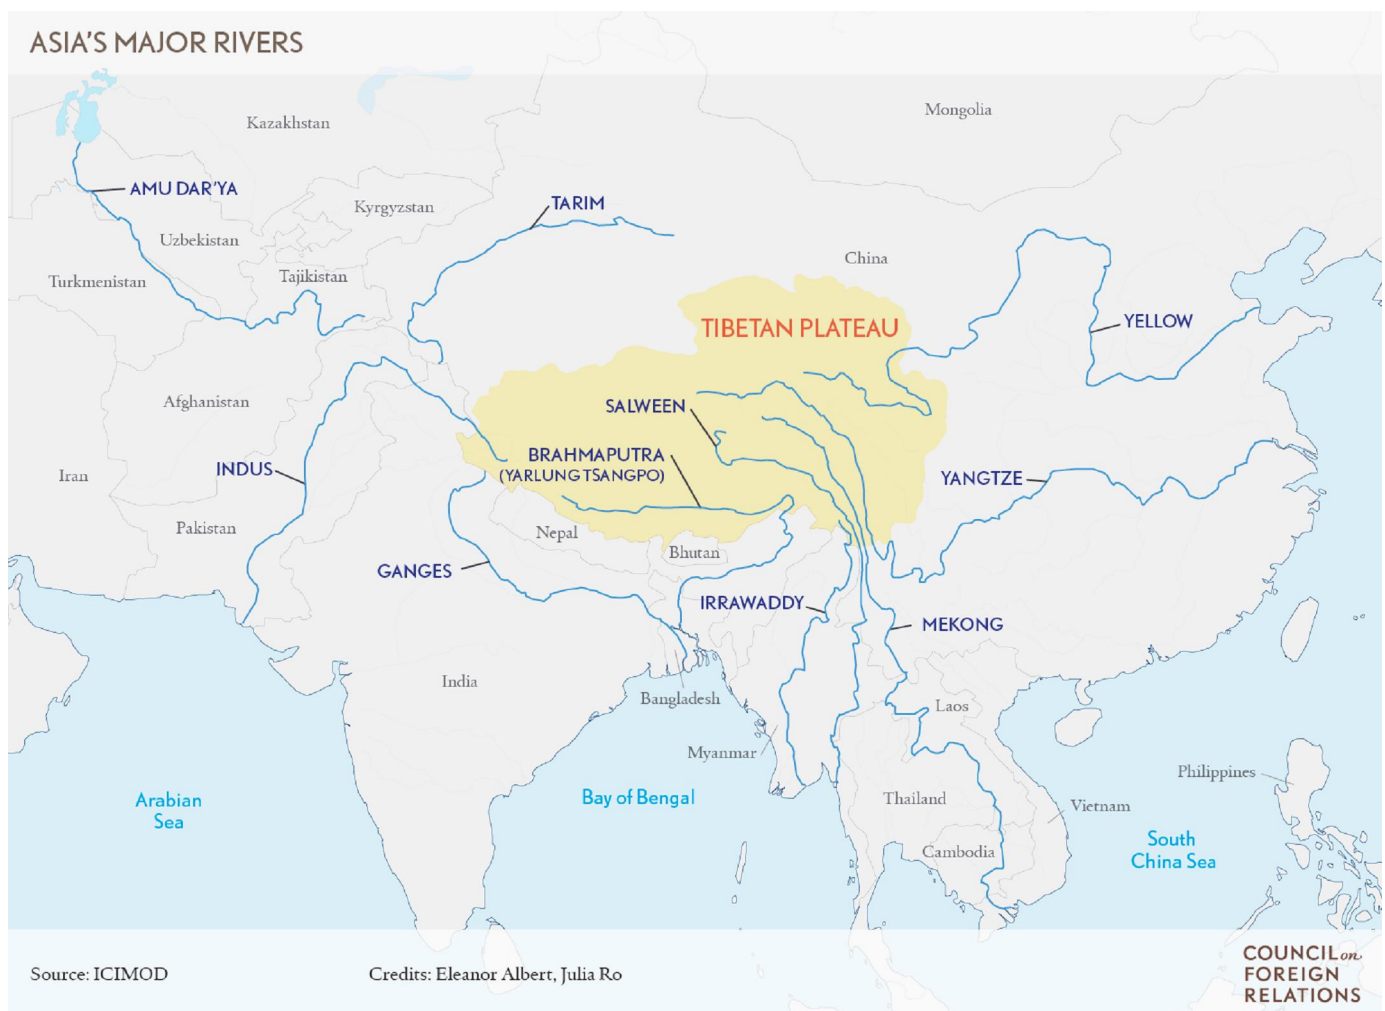 ASIA'S MAJOR RIVERS
Mongolia
Kazakhstan
AMU DAR'YA
TARIM
Kyrgyzstan
Uzbekistan
China
Turkmenistan
Tajikistan
YELLOW
TIBETAN PLATEAU
Afghanistan
SALWEEN
BRAHMAPUTRA
(YARLUNG TSANGPO)
INDUS
Iran
YANGTZE
Pakistan
Nepal
Bhutan
GANGES
IRRAWADDY
MEKONG
India
Bangladesh
Laos
Myanmar
Philippines
Arabian
Sea
Bay of Bengal
Thailand
Vietnam
South
China Sea
Cambodia
Source: ICIMOD
Credits: Eleanor Albert, Julia Ro
COUNCIL on
FOREIGN
RELATIONS